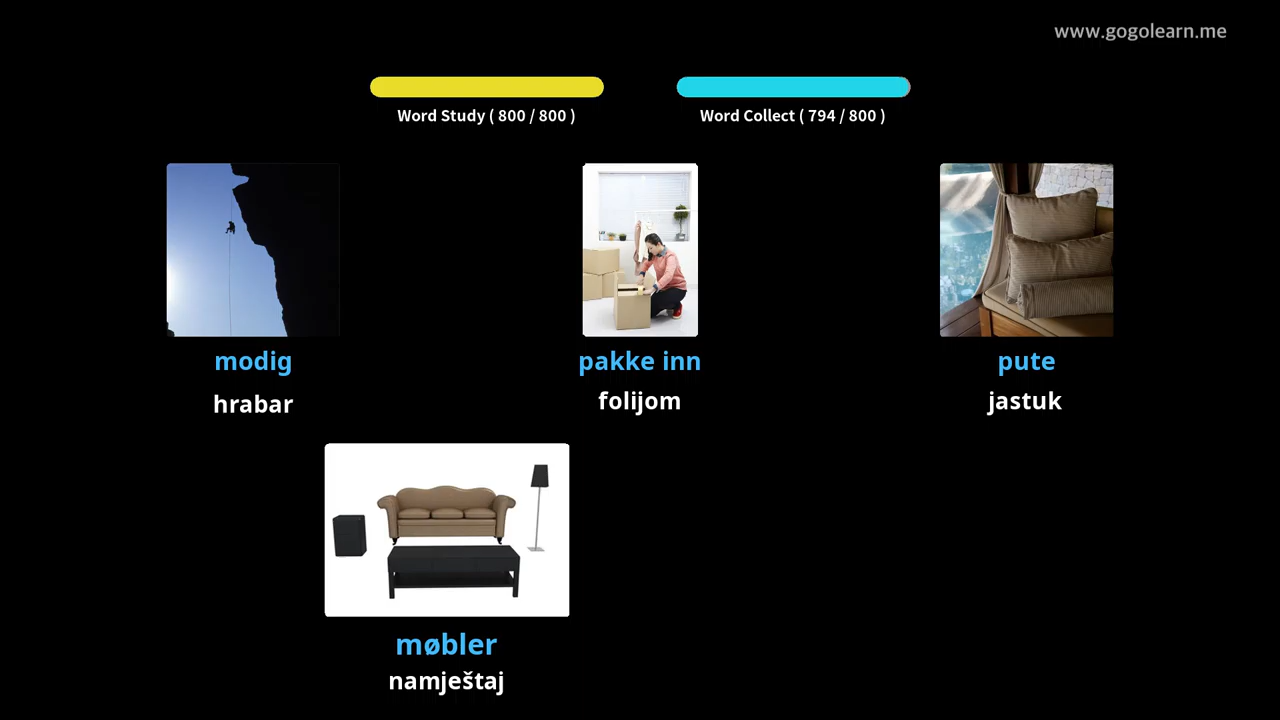 www.gogolearn.me
Word Study ( 800 / 800 )
Word Collect ( 794 / 800 )
modig
hrabar
pakke inn
folijom
pute
jastuk
møbler
namještaj